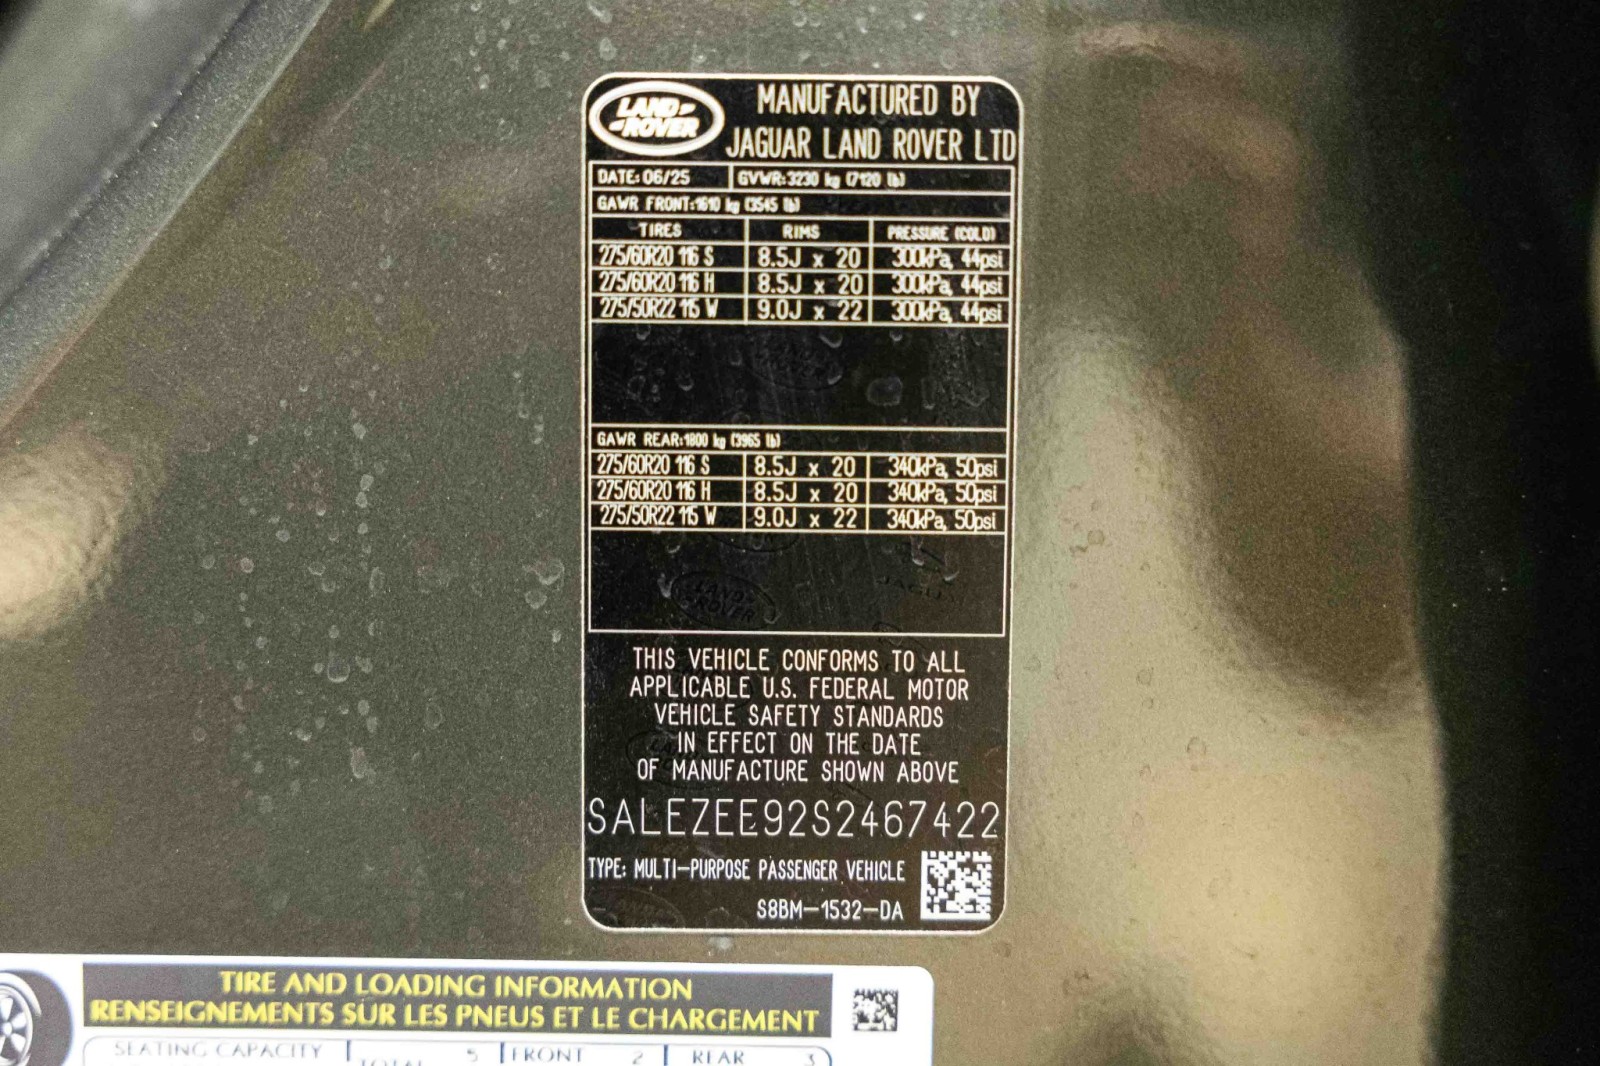 LAND
ROVER
MANUFACTURED BY
JAGUAR LAND ROVER LTD
DATE: 06/25 GVWR: 3230 kg (7120 lb)
GAWR FRONT: 1610 kg (3545 lb)
TIRES RIMS PRESSURE (COLD)
275/60R20 116 S 8.5J x 20 300kPa, 44psi
275/60R20 116 H 8.5J x 20 300kPa, 44psi
275/50R22 115 W 9.0J x 22 300kPa, 44psi
GAWR REAR: 1800 kg (3965 lb)
275/60R20 116 S 8.5J x 20 340kPa, 50psi
275/60R20 116 H 8.5J x 20 340kPa, 50psi
275/50R22 115 W 9.0J x 22 340kPa, 50psi
THIS VEHICLE CONFORMS TO ALL
APPLICABLE U.S. FEDERAL MOTOR
VEHICLE SAFETY STANDARDS
IN EFFECT ON THE DATE
OF MANUFACTURE SHOWN ABOVE
SALEZEE92S2467422
TYPE: MULTI-PURPOSE PASSENGER VEHICLE
S8BM-1532-DA
TIRE AND LOADING INFORMATION
RENSEIGNEMENTS SUR LES PNEUS ET LE CHARGEMENT
SEATING CAPACITY TOTAL 5 FRONT 2 REAR 3